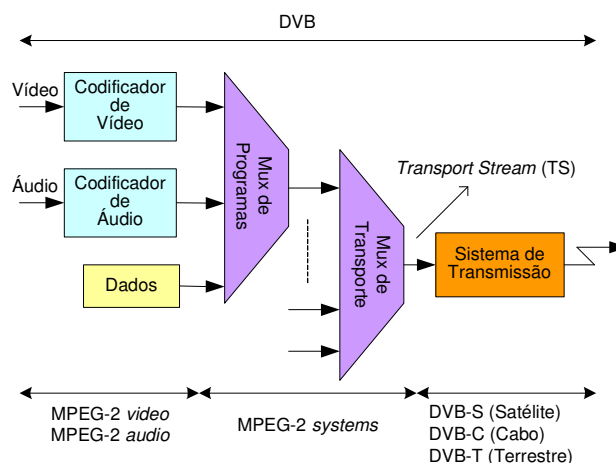 DVB
Vídeo
Codificador
de
Vídeo
Áudio
Codificador
de
Áudio
Dados
Mux de
Programas
Mux de
Transporte
Transport Stream (TS)
Sistema de
Transmissão
MPEG-2 video
MPEG-2 audio
MPEG-2 systems
DVB-S (Satélite)
DVB-C (Cabo)
DVB-T (Terrestre)